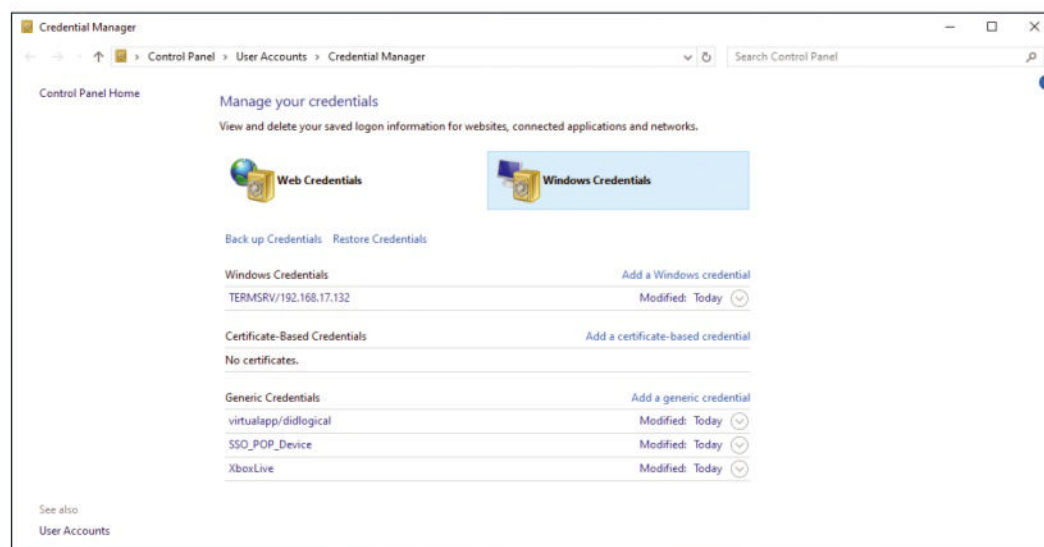 Credential Manager
Control Panel > User Accounts > Credential Manager
Search Control Panel
Control Panel Home
Manage your credentials
View and delete your saved logon information for websites, connected applications and networks.
Web Credentials
Windows Credentials
Back up Credentials Restore Credentials
Windows Credentials Add a Windows credential
TERMSRV/192.168.17.132 Modified: Today
Certificate-Based Credentials Add a certificate-based credential
No certificates.
Generic Credentials Add a generic credential
virtualapp/didlogical Modified: Today
SSO_POP_Device Modified: Today
XboxLive Modified: Today
See also
User Accounts